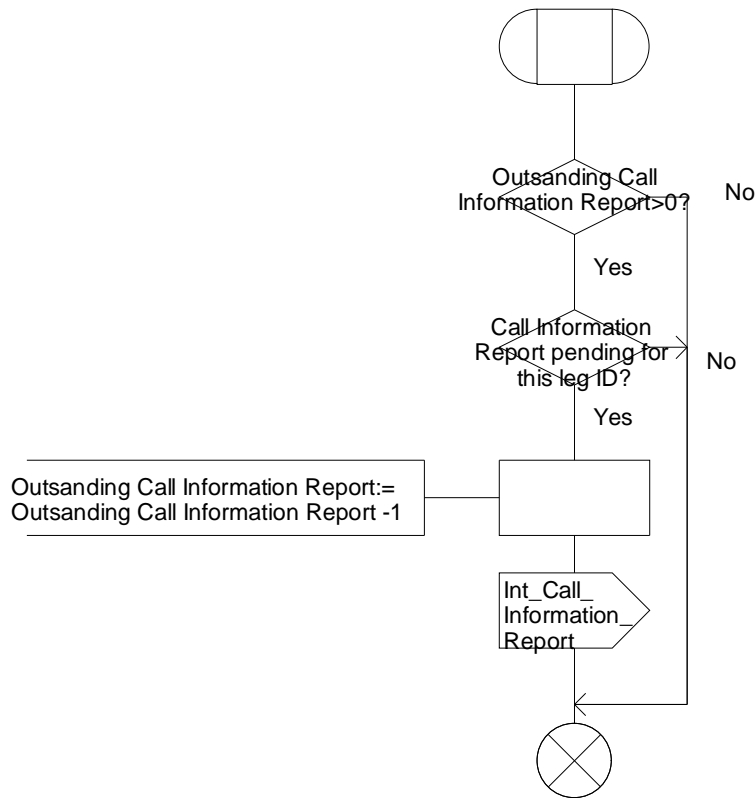 Outsanding Call
Information Report>0?
No
Yes
Call Information
Report pending for
this leg ID?
No
Yes
Outsanding Call Information Report:=
Outsanding Call Information Report -1
Int_Call_
Information_
Report